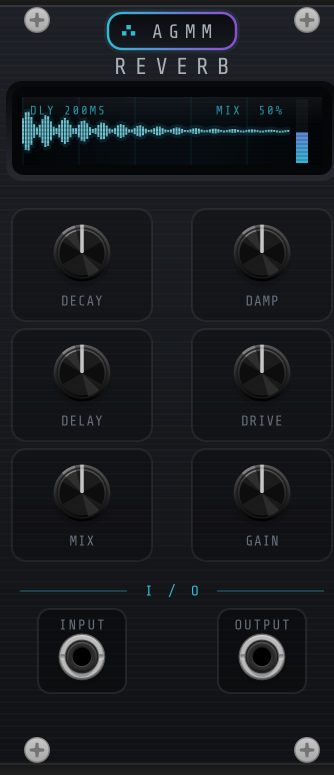 AGMM
REVERB
DLY 200MS MIX 50%
DECAY DAMP
DELAY DRIVE
MIX GAIN
I / O
INPUT OUTPUT